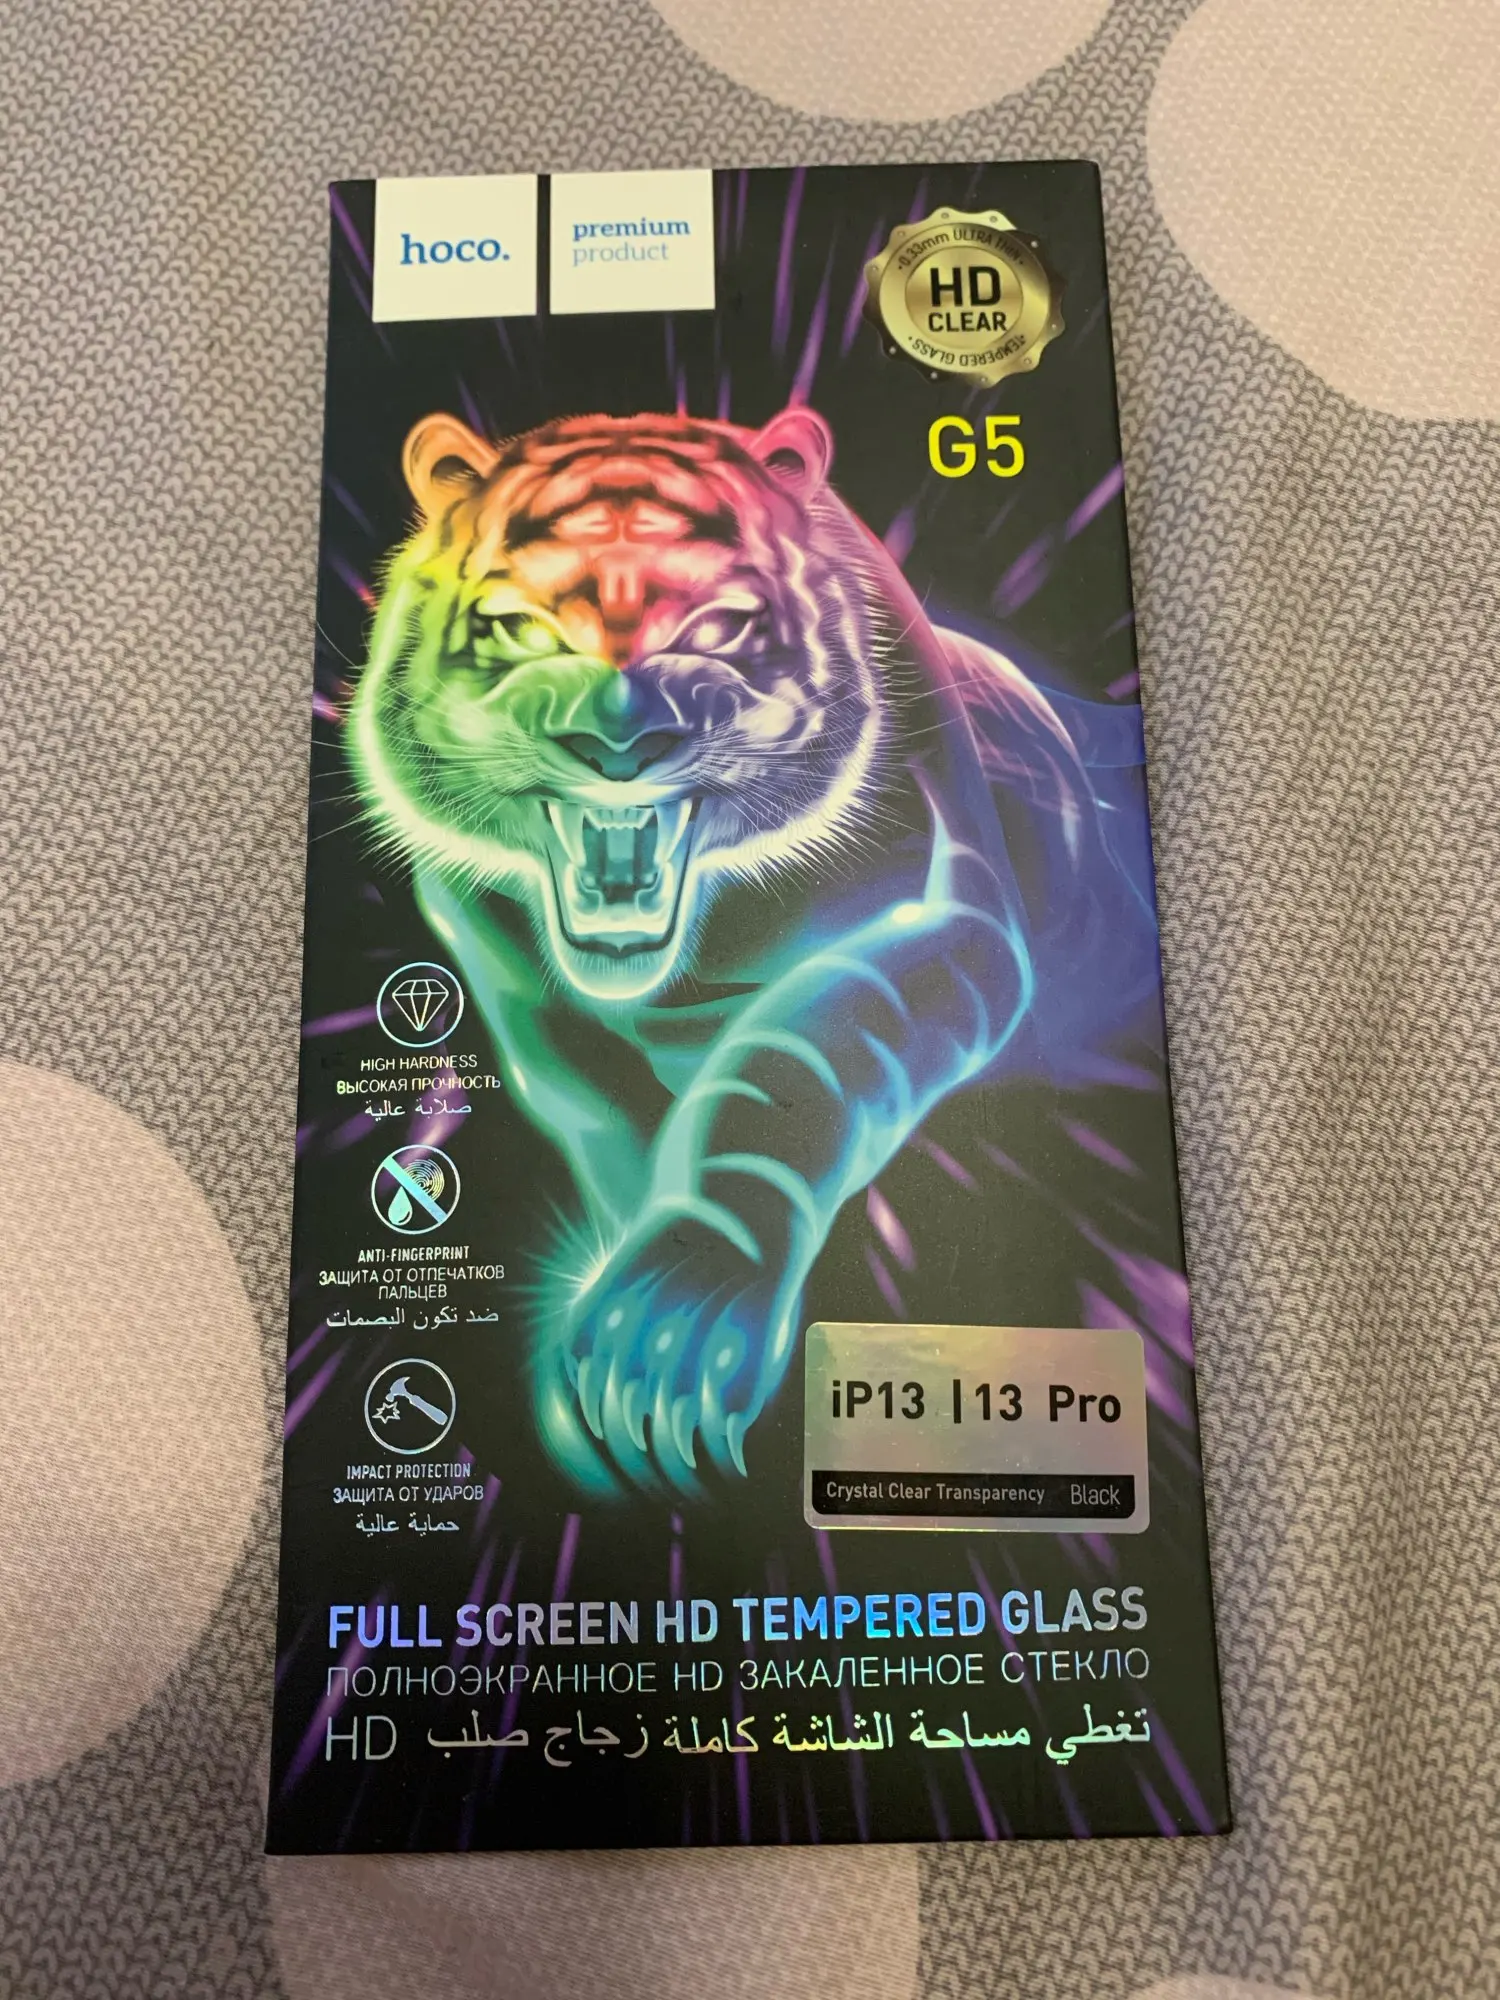 hoco.
premium
product
·0.33mm ULTRA THIN·
HD
CLEAR
·TEMPERED GLASS·
G5
HIGH HARDNESS
ВЫСОКАЯ ПРОЧНОСТЬ
صلابة عالية
ANTI-FINGERPRINT
ЗАЩИТА ОТ ОТПЕЧАТКОВ
ПАЛЬЦЕВ
ضد تكون البصمات
IMPACT PROTECTION
ЗАЩИТА ОТ УДАРОВ
حماية عالية
iP13 | 13 Pro
Crystal Clear Transparency Black
FULL SCREEN HD TEMPERED GLASS
ПОЛНОЭКРАННОЕ HD ЗАКАЛЕННОЕ СТЕКЛО
تغطي مساحة الشاشة كاملة زجاج صلب HD